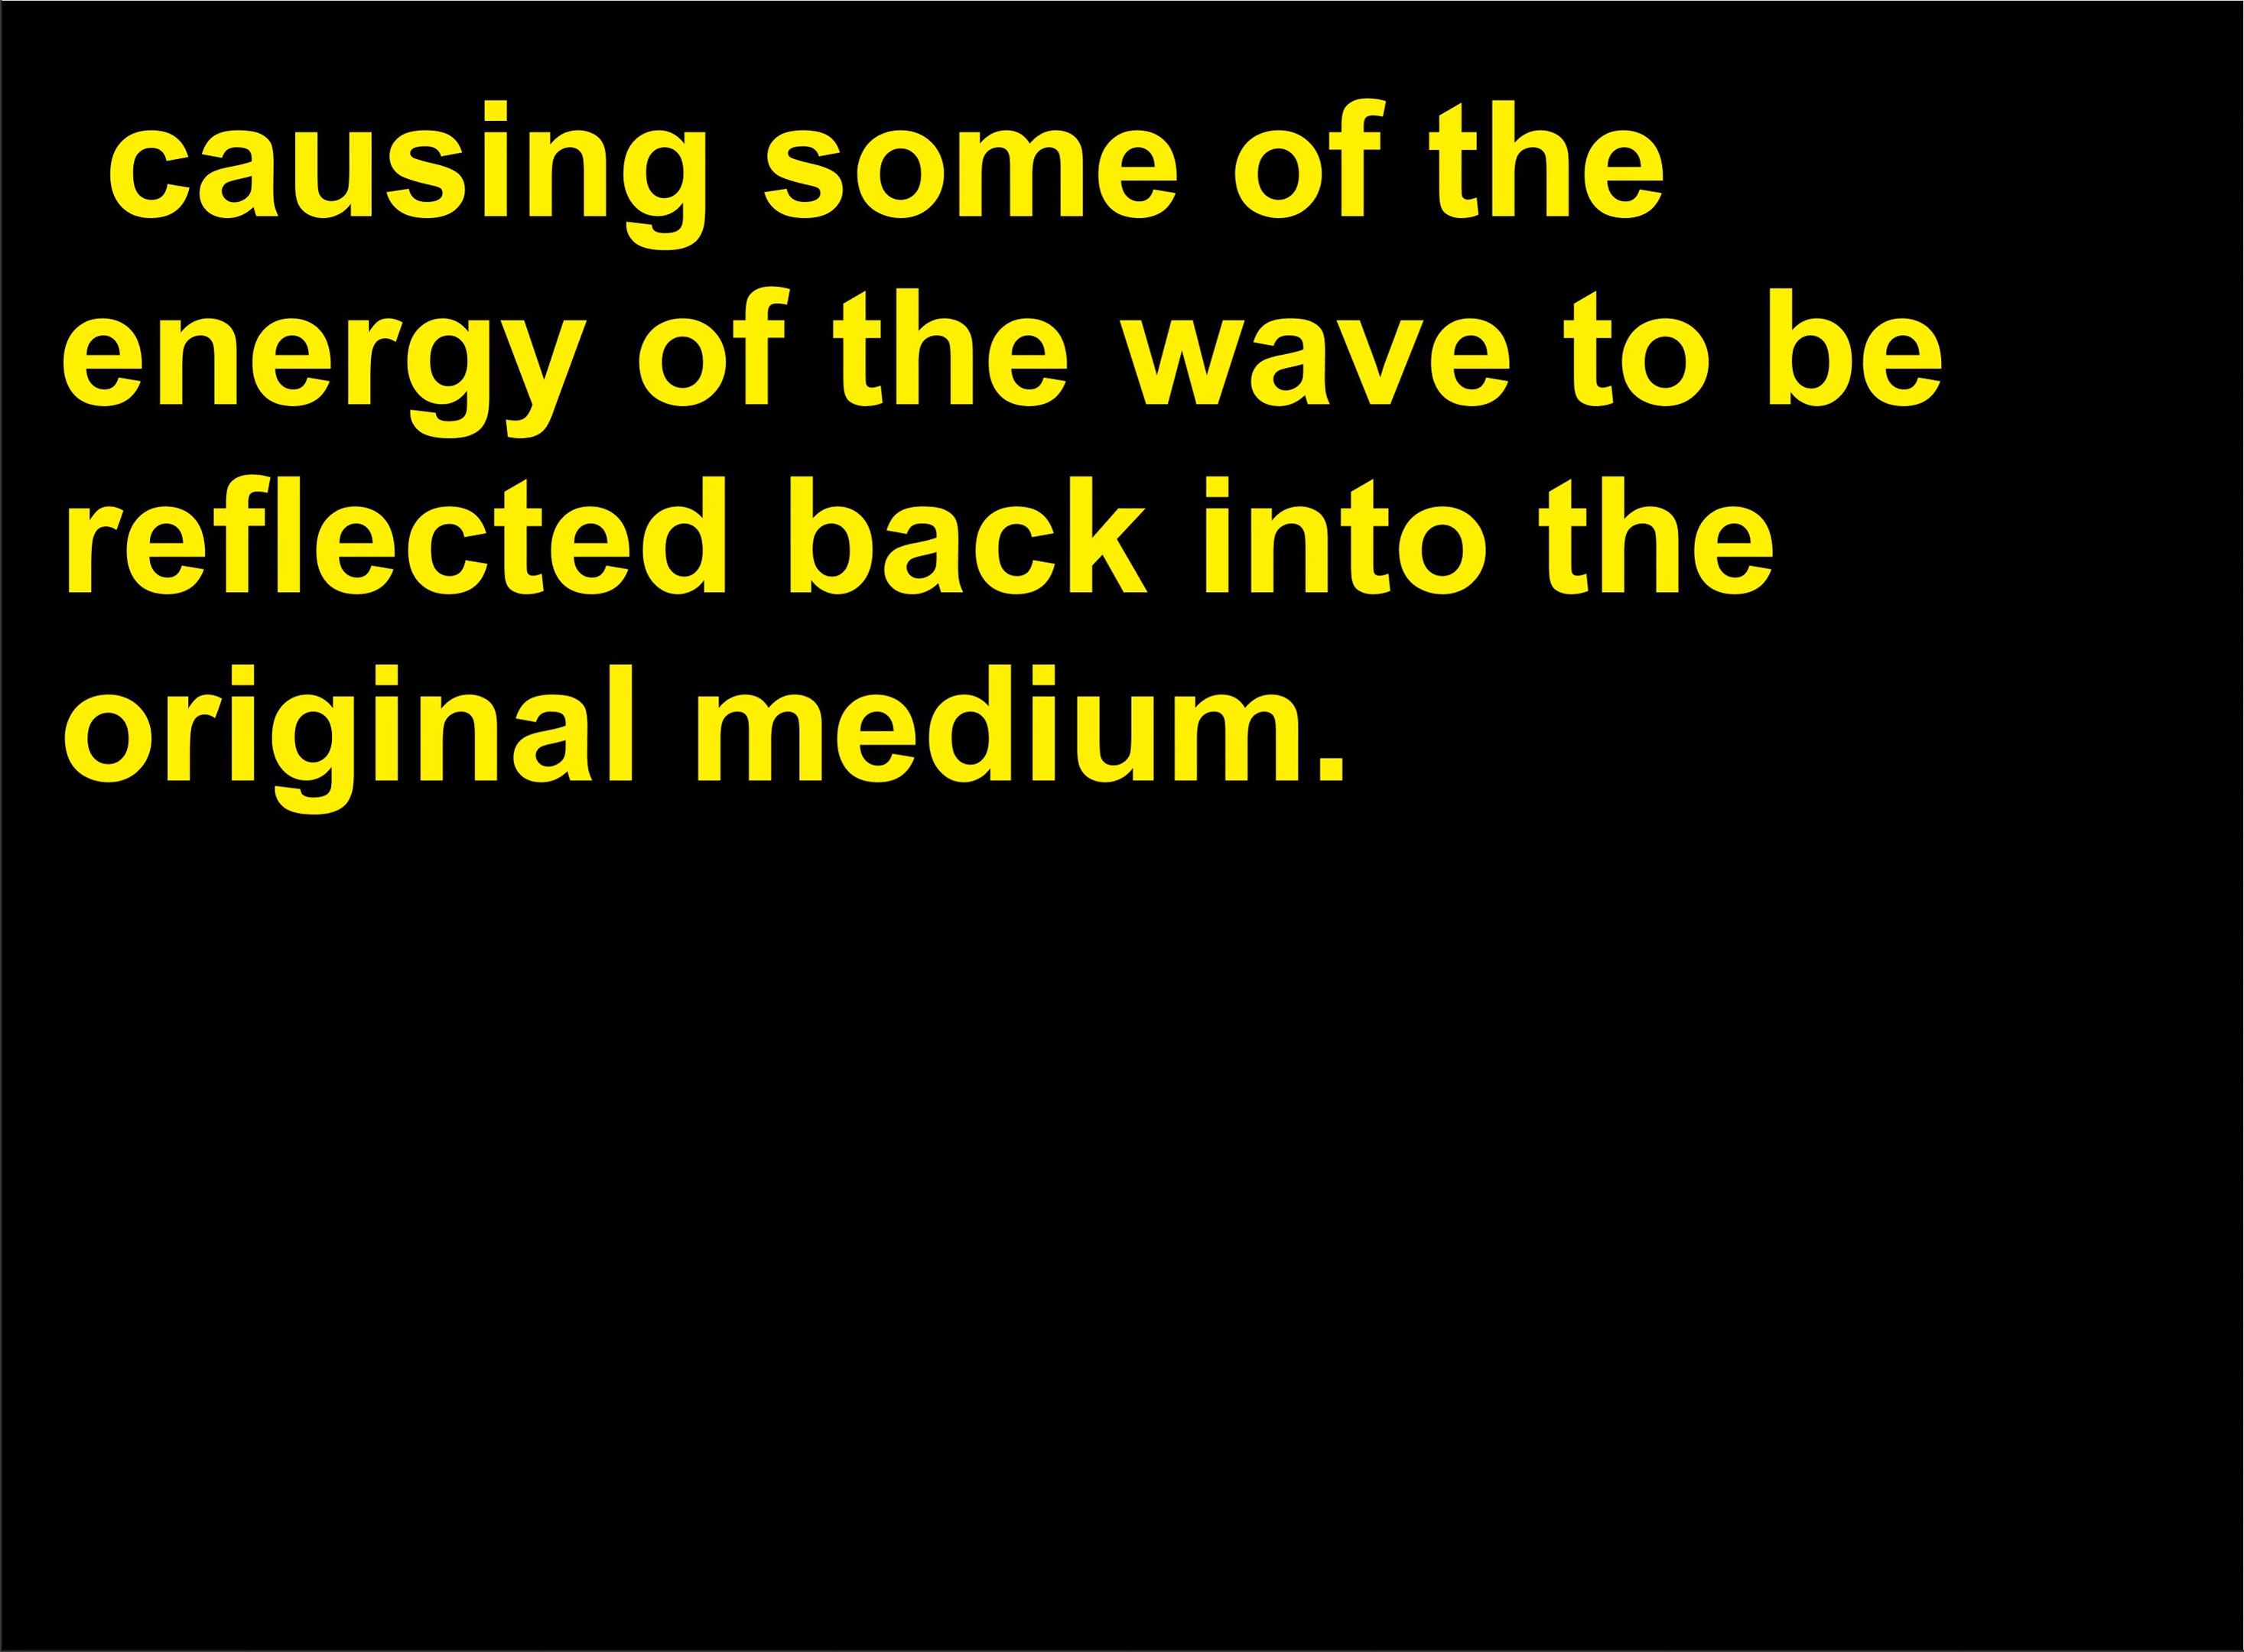 causing some of the
energy of the wave to be
reflected back into the
original medium.